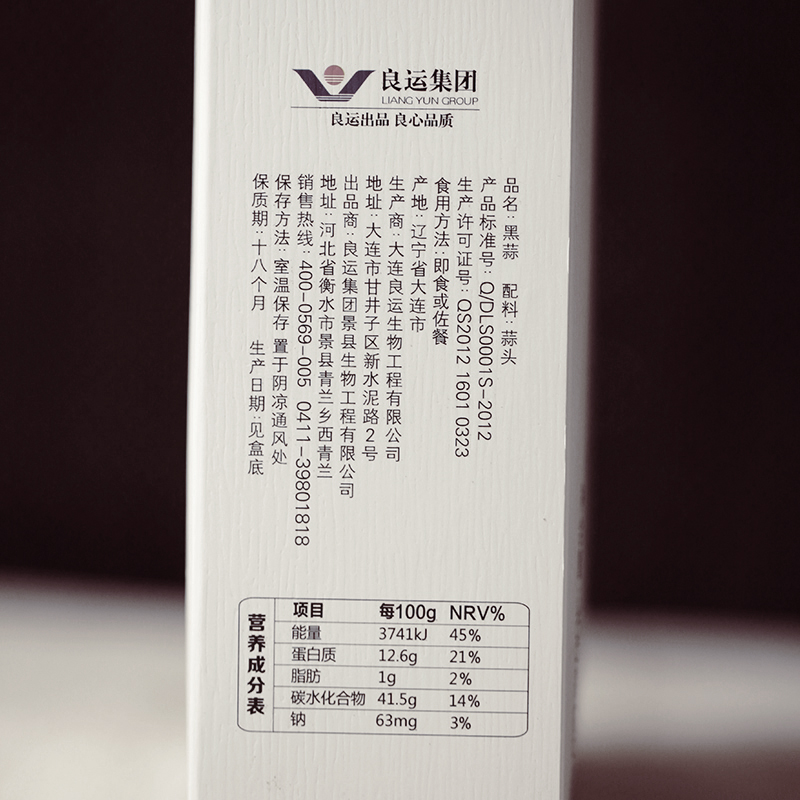 良运集团
LIANG YUN GROUP
良运出品 良心品质
品名:黑蒜 配料:蒜头
产品标准号:Q/DLS0001S-2012
生产许可证号:QS2012 1601 0323
食用方法:即食或佐餐
产地:辽宁省大连市
生产商:大连良运生物工程有限公司
地址:大连市甘井子区新水泥路2号
出品商:良运集团景县生物工程有限公司
地址:河北省衡水市景县青兰乡西青兰
销售热线:400-0569-005 0411-39801818
保存方法:室温保存 置于阴凉通风处
保质期:十八个月 生产日期:见盒底
营养成分表
项目 每100g NRV%
能量 3741kJ 45%
蛋白质 12.6g 21%
脂肪 1g 2%
碳水化合物 41.5g 14%
钠 63mg 3%